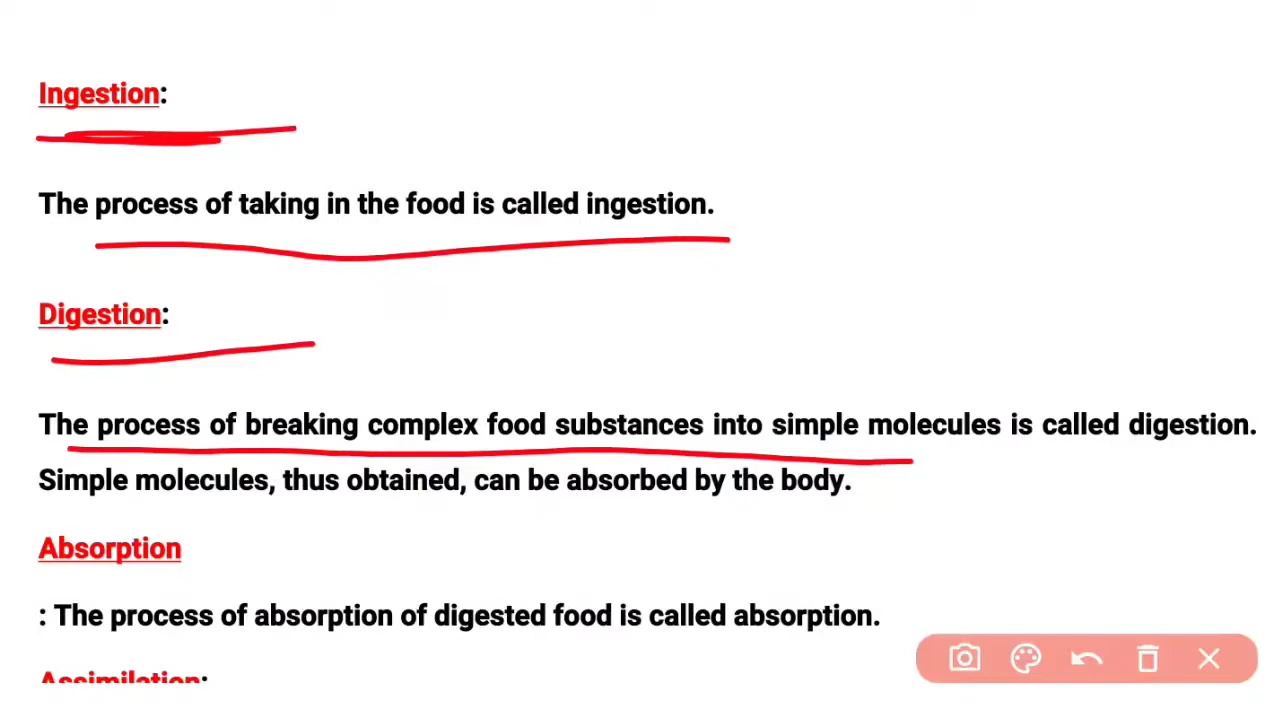 Ingestion:
The process of taking in the food is called ingestion.
Digestion:
The process of breaking complex food substances into simple molecules is called digestion.
Simple molecules, thus obtained, can be absorbed by the body.
Absorption
: The process of absorption of digested food is called absorption.
Assimilation: